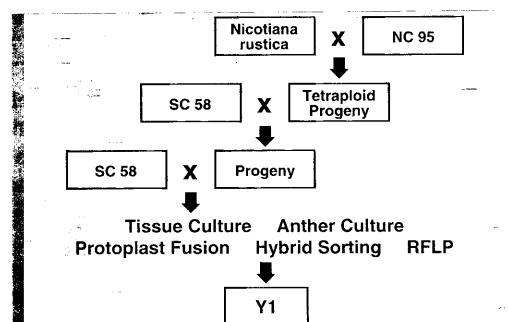 Nicotiana
rustica
X
NC 95
SC 58
X
Tetraploid
Progeny
SC 58
X
Progeny
Tissue Culture Anther Culture
Protoplast Fusion Hybrid Sorting RFLP
Y1